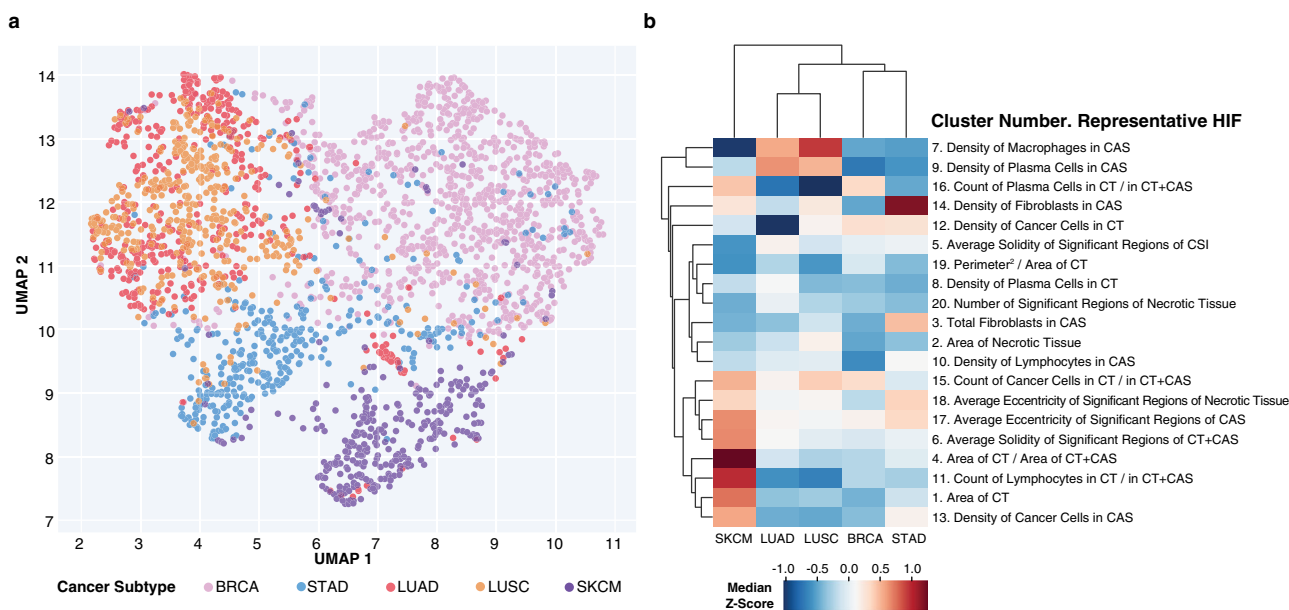 a
14
13
12
11
10
9
8
7
UMAP 2
2 3 4 5 6 7 8 9 10 11
UMAP 1
Cancer Subtype BRCA STAD LUAD LUSC SKCM
b
Cluster Number. Representative HIF
7. Density of Macrophages in CAS
9. Density of Plasma Cells in CAS
16. Count of Plasma Cells in CT / in CT+CAS
14. Density of Fibroblasts in CAS
12. Density of Cancer Cells in CT
5. Average Solidity of Significant Regions of CSI
19. Perimeter² / Area of CT
8. Density of Plasma Cells in CT
20. Number of Significant Regions of Necrotic Tissue
3. Total Fibroblasts in CAS
2. Area of Necrotic Tissue
10. Density of Lymphocytes in CAS
15. Count of Cancer Cells in CT / in CT+CAS
18. Average Eccentricity of Significant Regions of Necrotic Tissue
17. Average Eccentricity of Significant Regions of CAS
6. Average Solidity of Significant Regions of CT+CAS
4. Area of CT / Area of CT+CAS
11. Count of Lymphocytes in CT / in CT+CAS
1. Area of CT
13. Density of Cancer Cells in CAS
SKCM LUAD LUSC BRCA STAD
-1.0 -0.5 0.0 0.5 1.0
Median
Z-Score